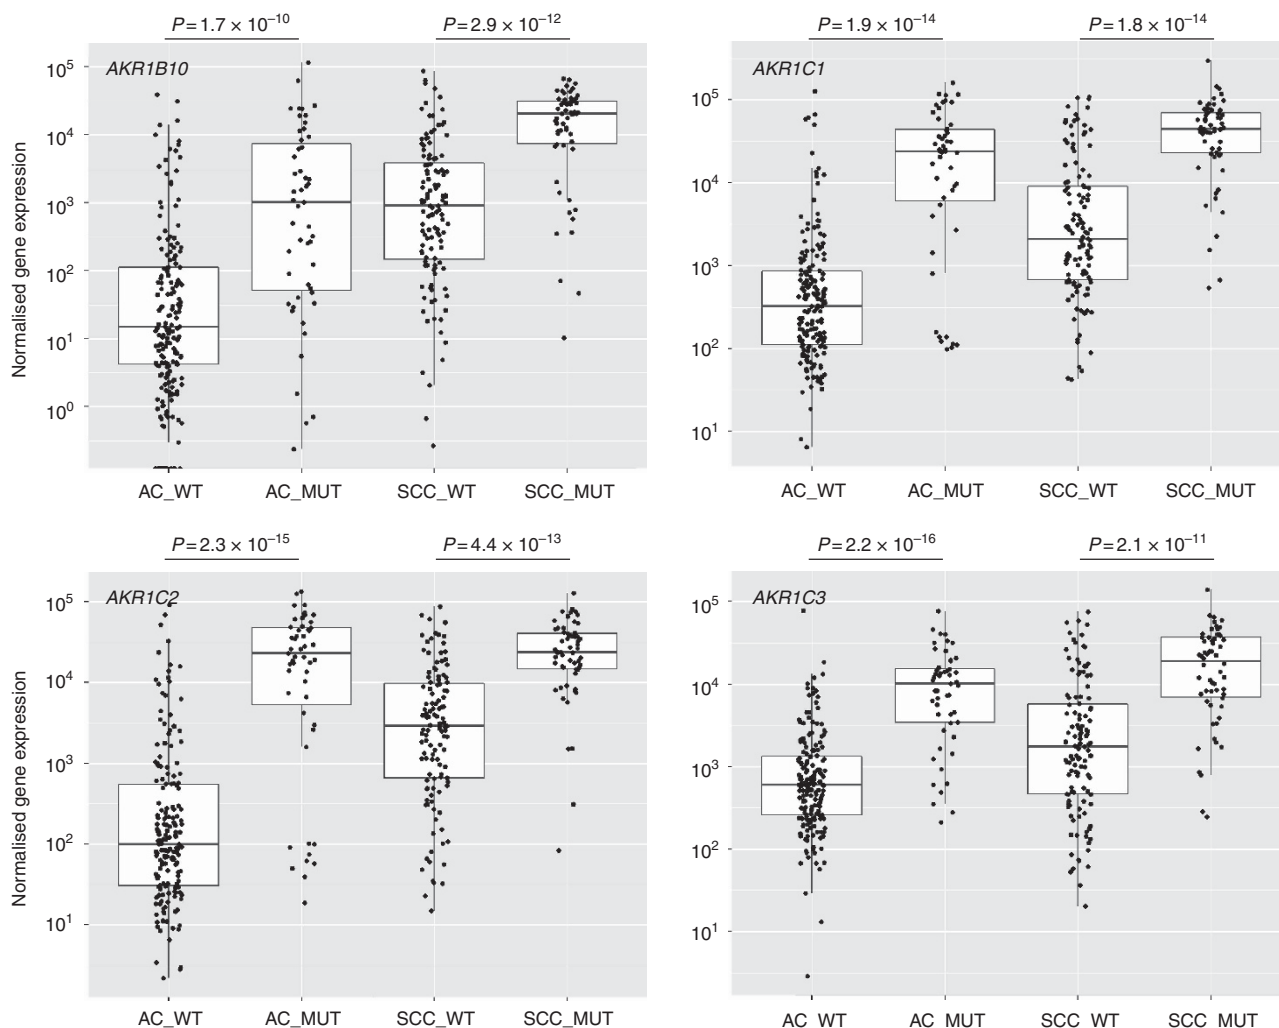 P = 1.7 × 10⁻¹⁰ P = 2.9 × 10⁻¹²
AKR1B10
Normalised gene expression
10⁵
10⁴
10³
10²
10¹
10⁰
AC_WT AC_MUT SCC_WT SCC_MUT
P = 1.9 × 10⁻¹⁴ P = 1.8 × 10⁻¹⁴
AKR1C1
10⁵
10⁴
10³
10²
10¹
AC_WT AC_MUT SCC_WT SCC_MUT
P = 2.3 × 10⁻¹⁵ P = 4.4 × 10⁻¹³
AKR1C2
Normalised gene expression
10⁵
10⁴
10³
10²
10¹
AC_WT AC_MUT SCC_WT SCC_MUT
P = 2.2 × 10⁻¹⁶ P = 2.1 × 10⁻¹¹
AKR1C3
10⁵
10⁴
10³
10²
10¹
AC_WT AC_MUT SCC_WT SCC_MUT